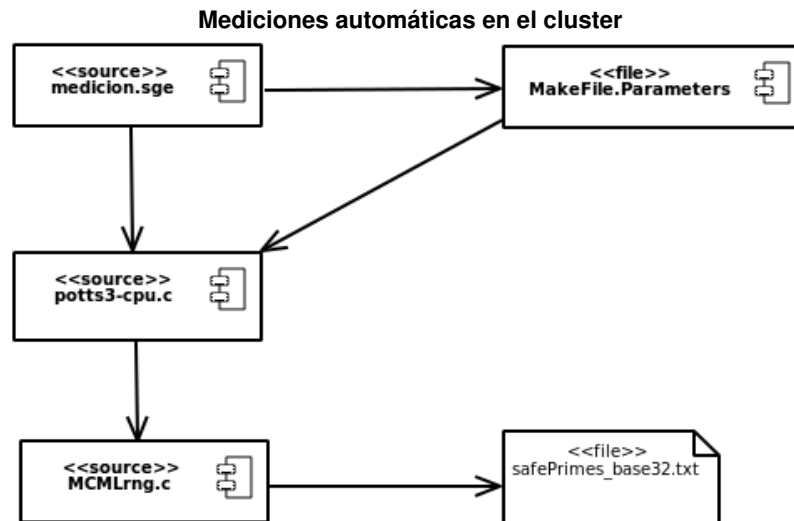 Mediciones automáticas en el cluster
<<source>>
medicion.sge
<<file>>
MakeFile.Parameters
<<source>>
potts3-cpu.c
<<source>>
MCMLrng.c
<<file>>
safePrimes_base32.txt